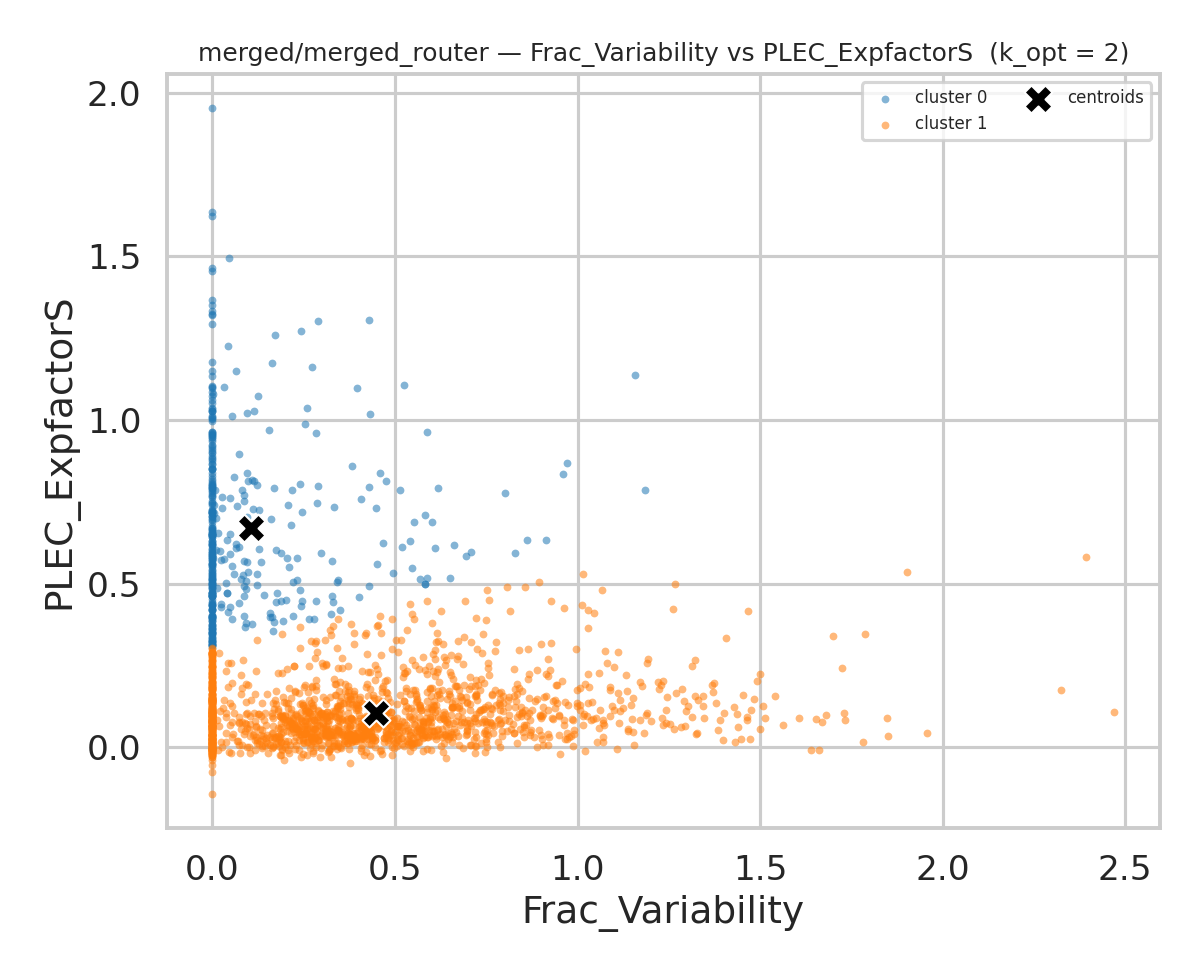 merged/merged_router — Frac_Variability vs PLEC_ExpfactorS (k_opt = 2)
cluster 0
cluster 1
centroids
2.0
1.5
1.0
0.5
0.0
PLEC_ExpfactorS
0.0 0.5 1.0 1.5 2.0 2.5
Frac_Variability